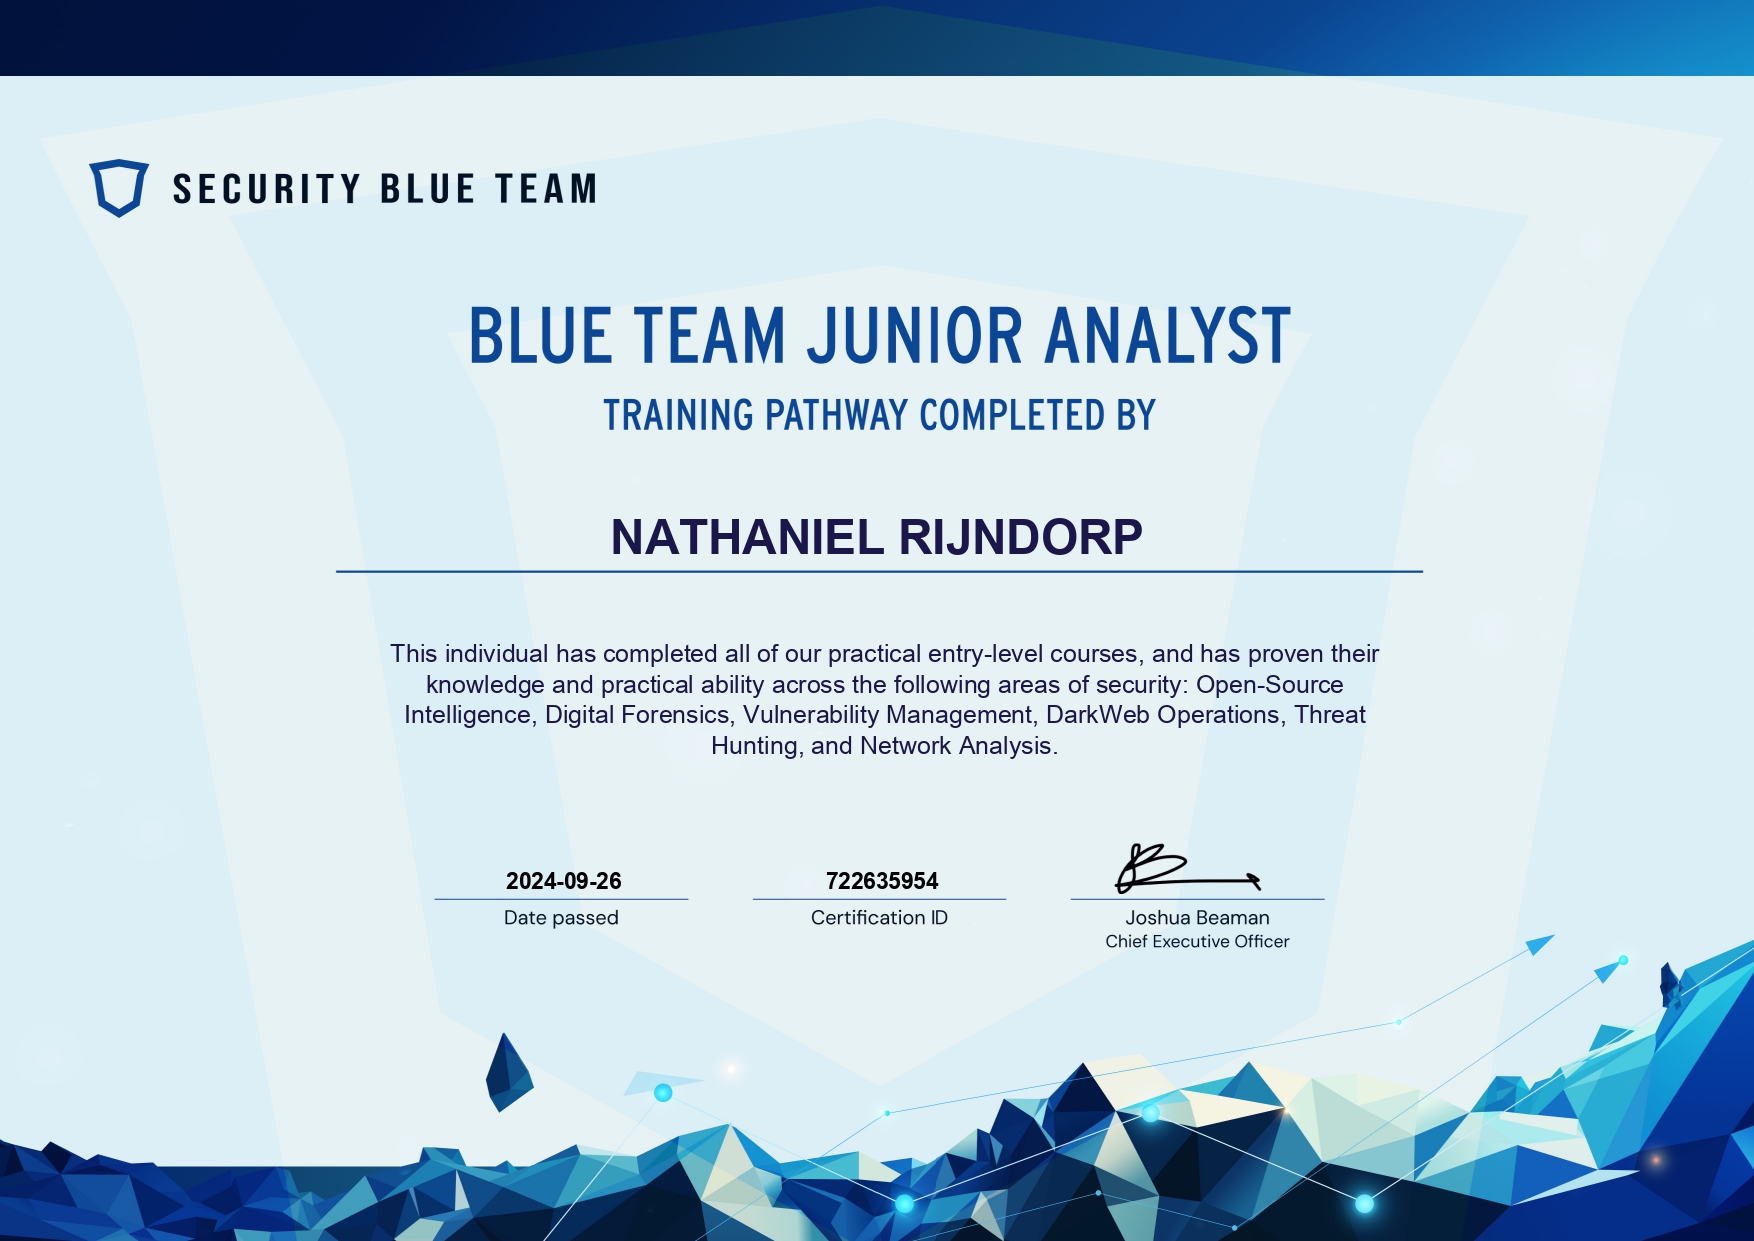 SECURITY BLUE TEAM
BLUE TEAM JUNIOR ANALYST
TRAINING PATHWAY COMPLETED BY
NATHANIEL RIJNDORP
This individual has completed all of our practical entry-level courses, and has proven their
knowledge and practical ability across the following areas of security: Open-Source
Intelligence, Digital Forensics, Vulnerability Management, DarkWeb Operations, Threat
Hunting, and Network Analysis.
2024-09-26
Date passed
722635954
Certification ID
Joshua Beaman
Chief Executive Officer